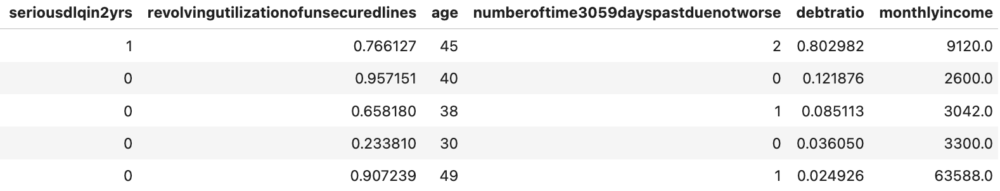 seriousdlqin2yrs revolvingutilizationofunsecuredlines age numberoftime3059dayspastduenotworse debtratio monthlyincome
1 0.766127 45 2 0.802982 9120.0
0 0.957151 40 0 0.121876 2600.0
0 0.658180 38 1 0.085113 3042.0
0 0.233810 30 0 0.036050 3300.0
0 0.907239 49 1 0.024926 63588.0